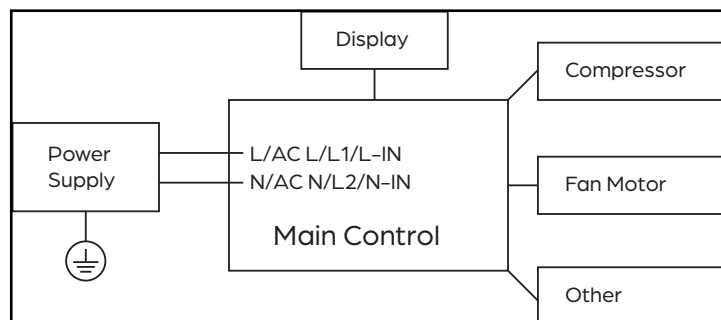 Display
Compressor
Power
Supply
L/AC L/L1/L-IN
N/AC N/L2/N-IN
Fan Motor
Main Control
Other